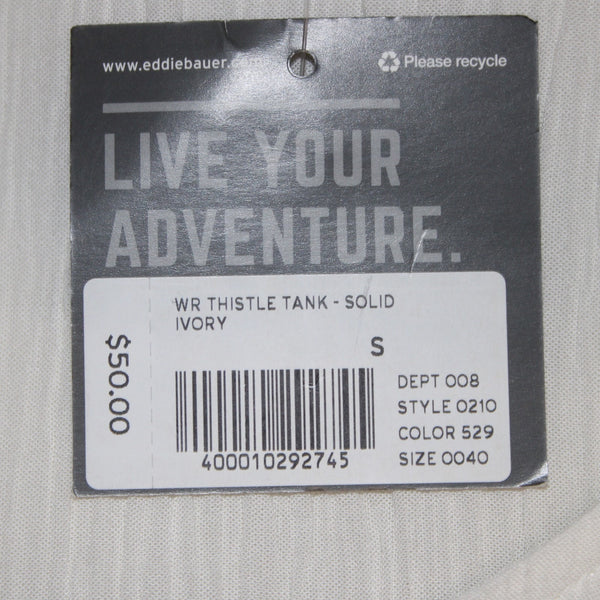 www.eddiebauer.com
Please recycle
LIVE YOUR
ADVENTURE.
WR THISTLE TANK - SOLID
IVORY
S
$50.00
DEPT 008
STYLE 0210
COLOR 529
SIZE 0040
400010292745